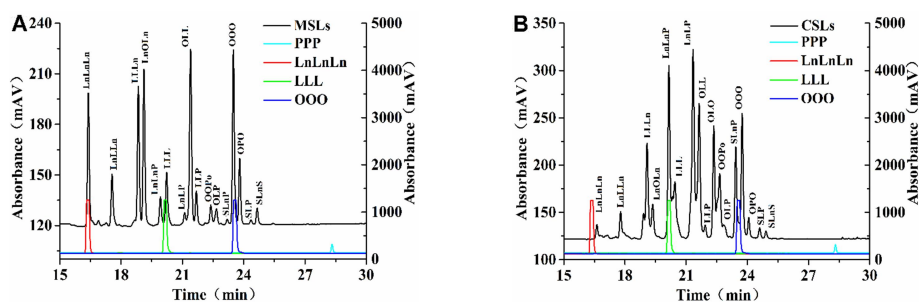 A
MSLs
PPP
LnLnLn
LLL
OOO
Absorbance (mAV)
240
210
180
150
120
5000
4000
3000
2000
1000
0
Absorbance (mAV)
LnLnLn
LnLLn
LLLn
LnOLn
LnLnP
LLL
LnLP
OLL
LLP
OOPo
OLP
SLnP
OOO
OPO
SLP
SLnS
15
18
21
24
27
30
Time (min)
B
CSLs
PPP
LnLnLn
LLL
OOO
Absorbance (mAV)
350
300
250
200
150
100
5000
4000
3000
2000
1000
0
Absorbance (mAV)
LnLnLn
LnLLn
LLLn
LnOLn
LnLnP
LLL
LnLP
OLL
LLP
OLO
OOPo
OLP
SLnP
OOO
OPO
SLP
SLnS
15
18
21
24
27
30
Time (min)